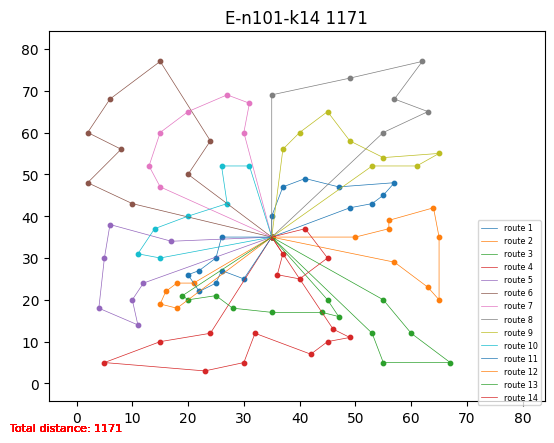 E-n101-k14 1171
80
70
60
50
40
30
20
10
0
0
10
20
30
40
50
60
70
80
route 1
route 2
route 3
route 4
route 5
route 6
route 7
route 8
route 9
route 10
route 11
route 12
route 13
route 14
Total distance: 1171